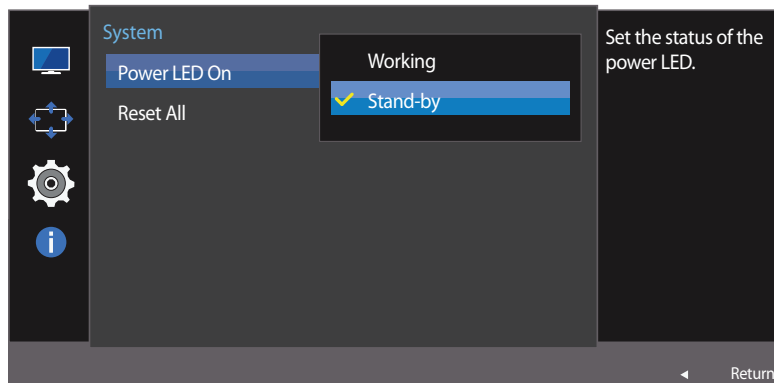 System
Power LED On
Reset All
Working
Stand-by
Set the status of the
power LED.
Return